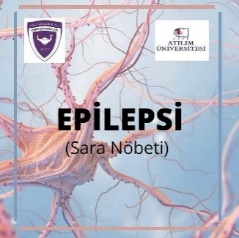 ATILIM
ÜNİVERSİTESİ
EPİLEPSİ
(Sara Nöbeti)